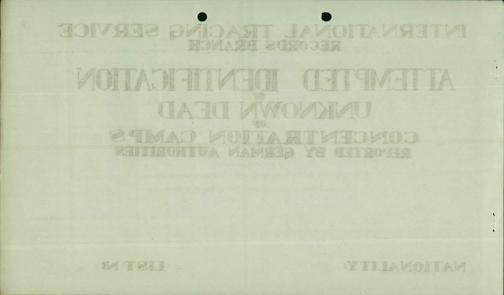 INTERNATIONAL TRACING SERVICE
RECORDS BRANCH
ATTEMPTED IDENTIFICATION
OF
UNKNOWN DEAD
OF
CONCENTRATION CAMPS
REPORTED BY GERMAN AUTHORITIES
NATIONALITY:
LIST Nº